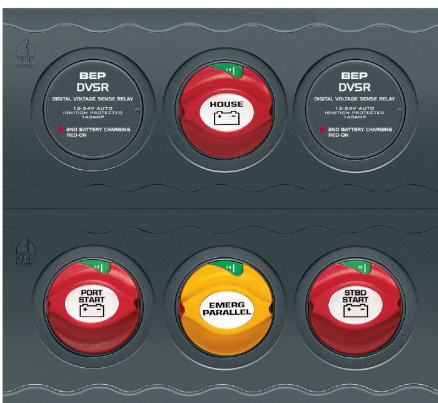 BEP
DVSR
DIGITAL VOLTAGE SENSE RELAY
12-24V AUTO
IGNITION PROTECTED
140AMP
2ND BATTERY CHARGING
RED-ON
HOUSE
BEP
DVSR
DIGITAL VOLTAGE SENSE RELAY
12-24V AUTO
IGNITION PROTECTED
140AMP
2ND BATTERY CHARGING
RED-ON
PORT
START
EMERG
PARALLEL
STBD
START